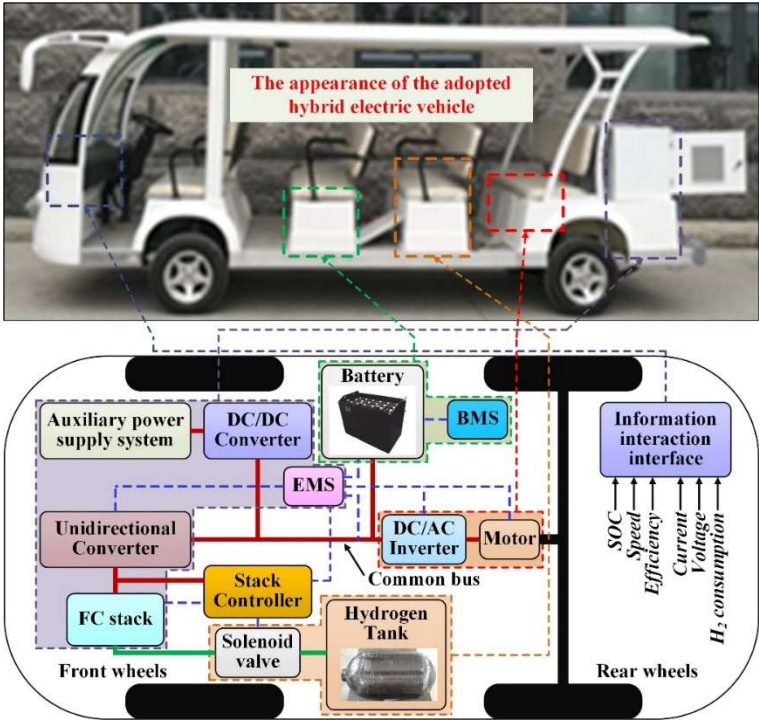 The appearance of the adopted
hybrid electric vehicle
Battery
Auxiliary power
supply system
DC/DC
Converter
BMS
Information
interaction
interface
EMS
SOC
Speed
Efficiency
Current
Voltage
H₂ consumption
Unidirectional
Converter
DC/AC
Inverter
Motor
Common bus
Stack
Controller
FC stack
Hydrogen
Tank
Solenoid
valve
Front wheels
Rear wheels